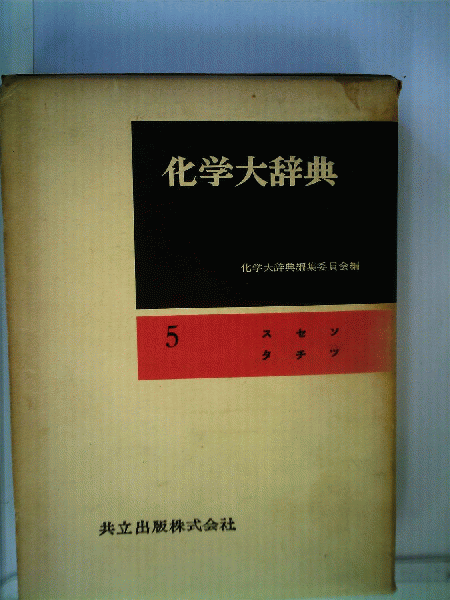 化学大辞典
化学大辞典編集委員会編
5
スセソ
タチツ
共立出版株式会社